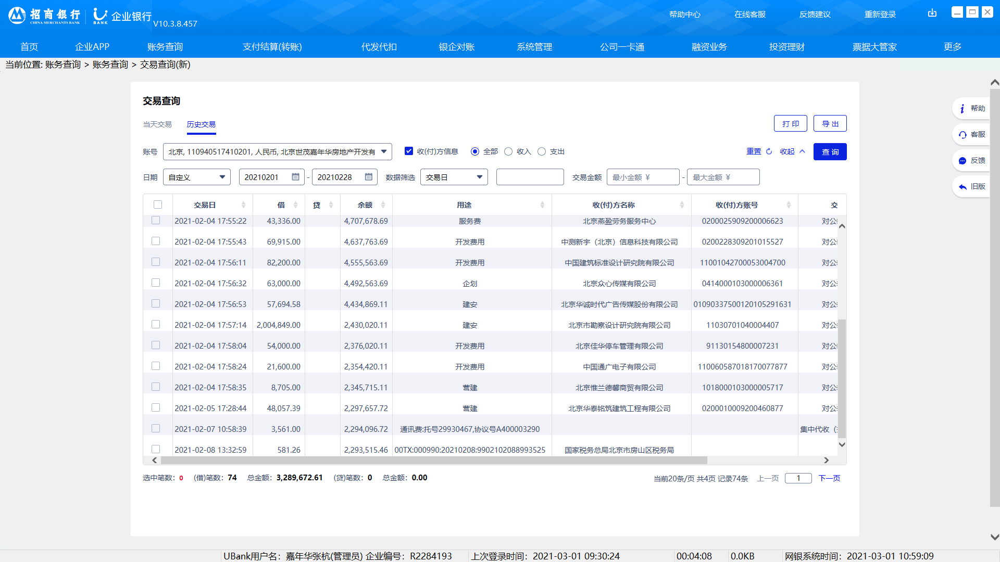 招商银行
CHINA MERCHANTS BANK
U BANK
企业银行 V10.3.8.457
帮助中心 在线客服 反馈建议 重新登录
首页 企业APP 账务查询 支付结算(转账) 代发代扣 银企对账 系统管理 公司一卡通 融资业务 投资理财 票据大管家 更多
当前位置: 账务查询 > 账务查询 > 交易查询(新)
交易查询
当天交易 历史交易 打 印 导 出
账号 北京, 110940517410201, 人民币, 北京世茂嘉年华房地产开发有 收(付)方信息 全部 收入 支出 重置 收起 查 询
日期 自定义 20210201 - 20210228 数据筛选 交易日 交易金额 最小金额 ¥ - 最大金额 ¥
交易日 借 贷 余额 用途 收(付)方名称 收(付)方账号 交
2021-02-04 17:55:22 43,336.00 4,707,678.69 服务费 北京燕盈劳务服务中心 0200025909200006623 对公
2021-02-04 17:55:43 69,915.00 4,637,763.69 开发费用 中测新宇（北京）信息科技有限公司 0200228309201015527 对公
2021-02-04 17:56:11 82,200.00 4,555,563.69 开发费用 中国建筑标准设计研究院有限公司 11001042700053004700 对公
2021-02-04 17:56:32 63,000.00 4,492,563.69 企划 北京众心传媒有限公司 0414000103000006361 对公
2021-02-04 17:56:53 57,694.58 4,434,869.11 建安 北京华诚时代广告传媒股份有限公司 01090337500120105291631 对公
2021-02-04 17:57:14 2,004,849.00 2,430,020.11 建安 北京市勘察设计研究院有限公司 11030701040004407 对公
2021-02-04 17:58:04 54,000.00 2,376,020.11 开发费用 北京佳华停车管理有限公司 91130154800007231 对公
2021-02-04 17:58:24 21,600.00 2,354,420.11 开发费用 中国通广电子有限公司 110060587018170077877 对公
2021-02-04 17:58:35 8,705.00 2,345,715.11 营建 北京惟兰德馨商贸有限公司 1018000103000005717 对公
2021-02-05 17:28:44 48,057.39 2,297,657.72 营建 北京华泰铭筑建筑工程有限公司 0200010009200460877 对公
2021-02-07 10:58:39 3,561.00 2,294,096.72 通讯费:托号29930467,协议号A400003290 集中代收（
2021-02-08 13:32:59 581.26 2,293,515.46 00TX:000990:20210208:9902102088993525 国家税务总局北京市房山区税务局
选中笔数: 0 (借)笔数: 74 总金额: 3,289,672.61 (贷)笔数: 0 总金额: 0.00 当前20条/页 共4页 记录74条 上一页 1 下一页
帮助
客服
反馈
旧版
UBank用户名： 嘉年华张杭(管理员) 企业编号： R2284193 上次登录时间： 2021-03-01 09:30:24 00:04:08 0.0KB 网银系统时间： 2021-03-01 10:59:09